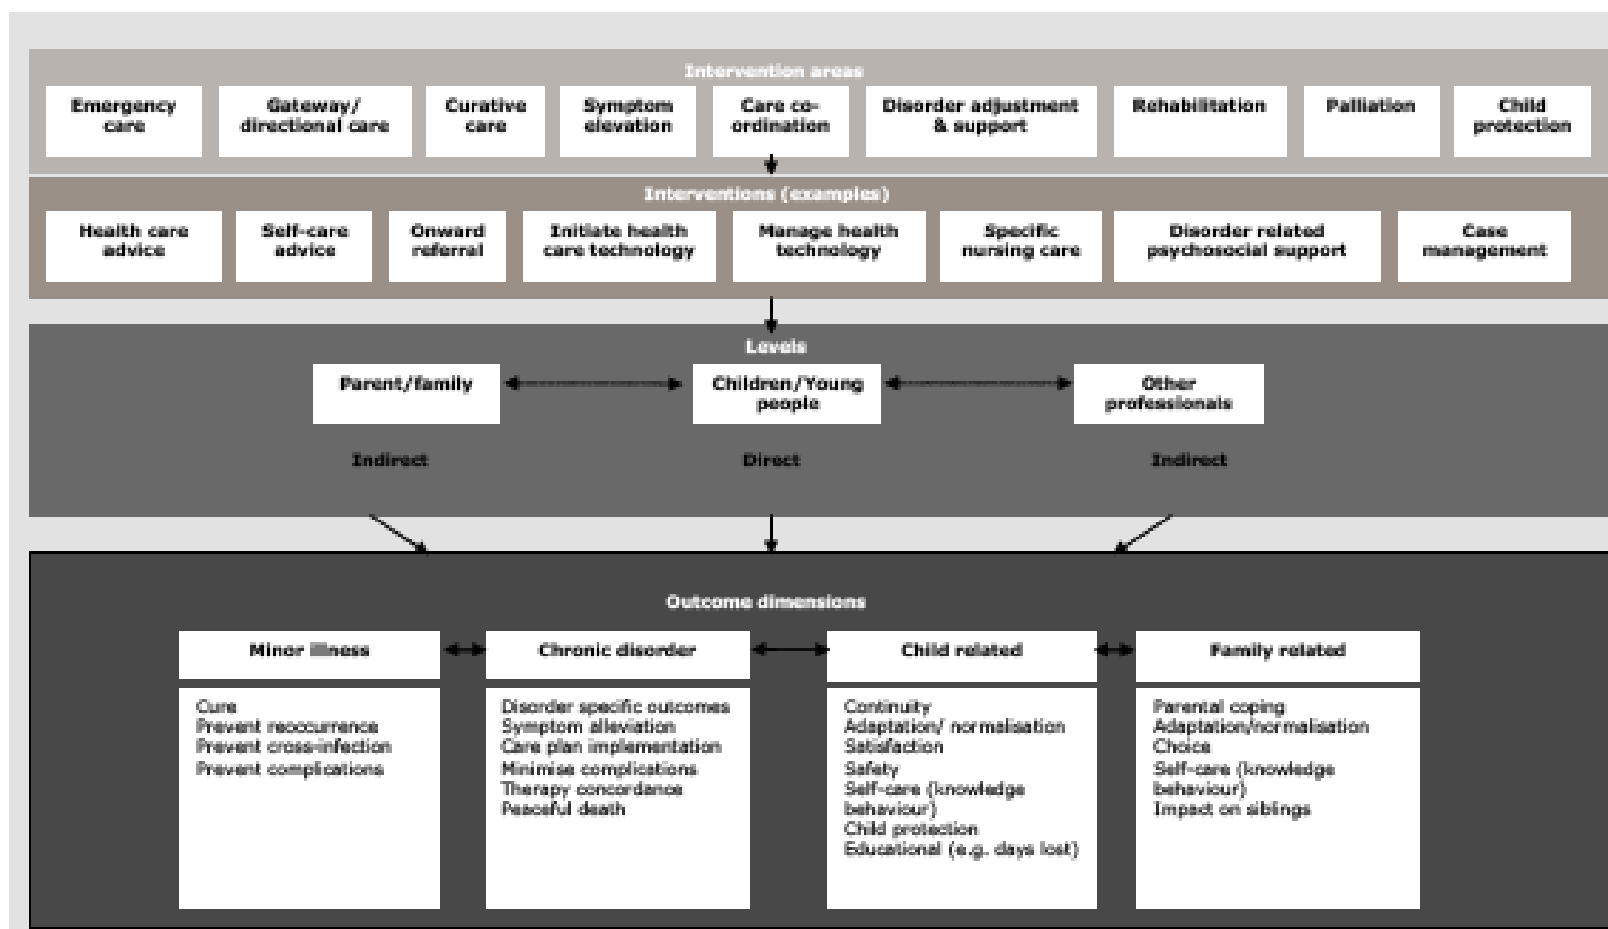 Intervention areas
Emergency
care
Gateway/
directional care
Curative
care
Symptom
elevation
Care co-
ordination
Disorder adjustment
& support
Rehabilitation
Palliation
Child
protection
Interventions (examples)
Health care
advice
Self-care
advice
Onward
referral
Initiate health
care technology
Manage health
technology
Specific
nursing care
Disorder related
psychosocial support
Case
management
Levels
Parent/family
Children/Young
people
Other
professionals
Indirect
Direct
Indirect
Outcome dimensions
Minor illness
Cure
Prevent reoccurrence
Prevent cross-infection
Prevent complications
Chronic disorder
Disorder specific outcomes
Symptom alleviation
Care plan implementation
Minimise complications
Therapy concordance
Peaceful death
Child related
Continuity
Adaptation/ normalisation
Satisfaction
Safety
Self-care (knowledge
behaviour)
Child protection
Educational (e.g. days lost)
Family related
Parental coping
Adaptation/normalisation
Choice
Self-care (knowledge
behaviour)
Impact on siblings